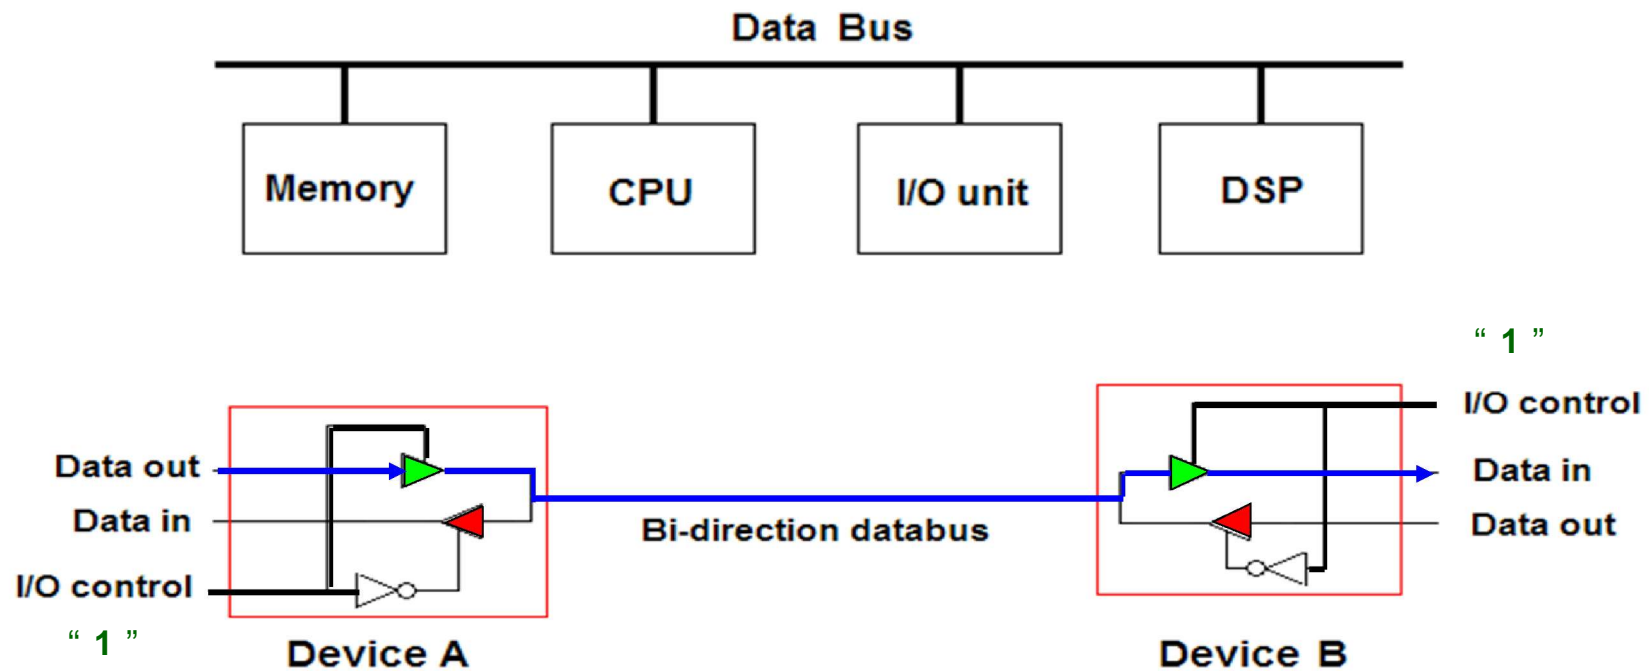 Data Bus
Memory
CPU
I/O unit
DSP
“ 1 ”
I/O control
Data out
Data in
Data in
Bi-direction databus
Data out
I/O control
“ 1 ”
Device A
Device B